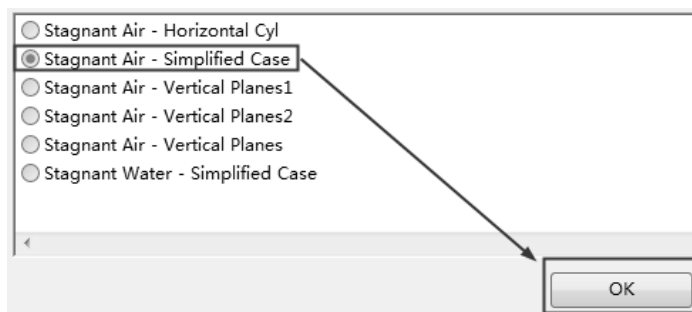 Stagnant Air - Horizontal Cyl
Stagnant Air - Simplified Case
Stagnant Air - Vertical Planes1
Stagnant Air - Vertical Planes2
Stagnant Air - Vertical Planes
Stagnant Water - Simplified Case
OK